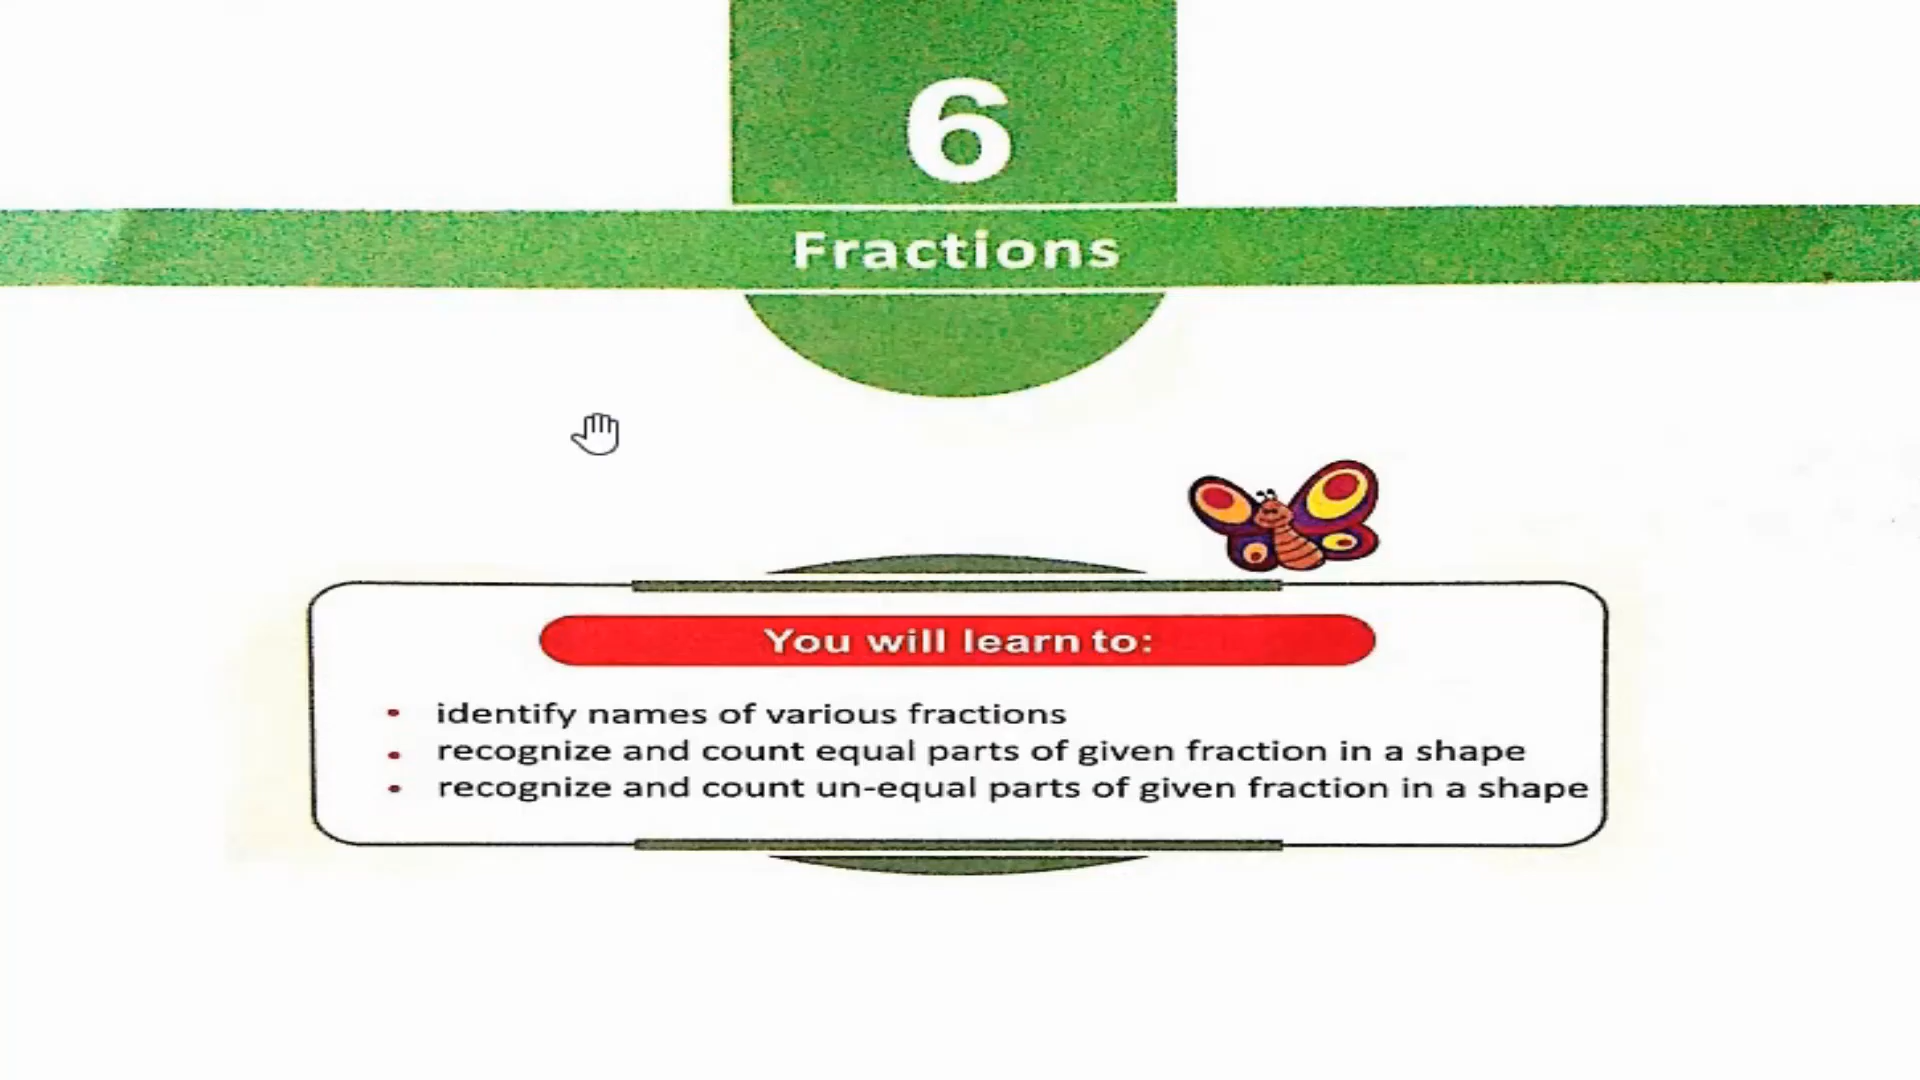 6
Fractions
You will learn to:
• identify names of various fractions
• recognize and count equal parts of given fraction in a shape
• recognize and count un-equal parts of given fraction in a shape